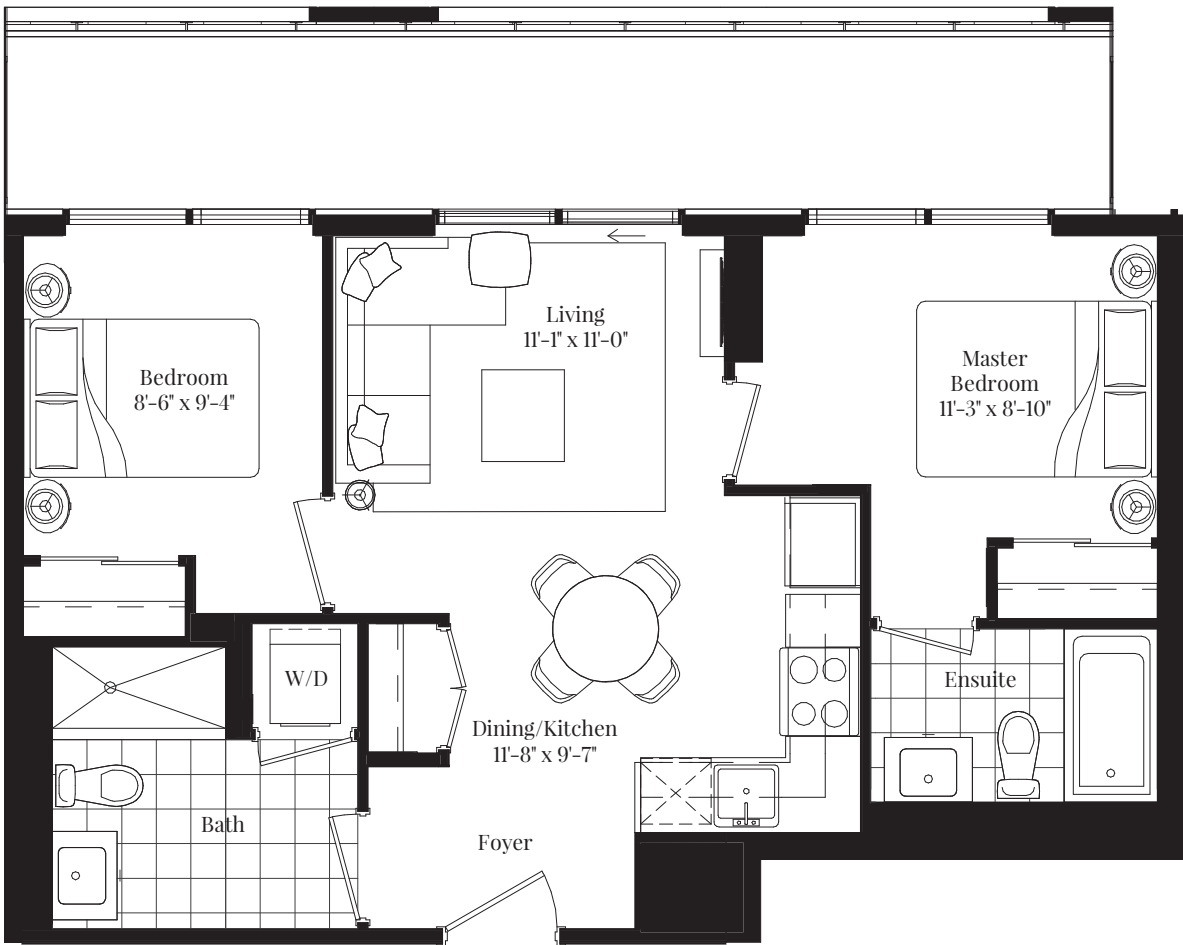 Living
11'-1" x 11'-0"
Bedroom
8'-6" x 9'-4"
Master
Bedroom
11'-3" x 8'-10"
W/D
Ensuite
Dining/Kitchen
11'-8" x 9'-7"
Bath
Foyer